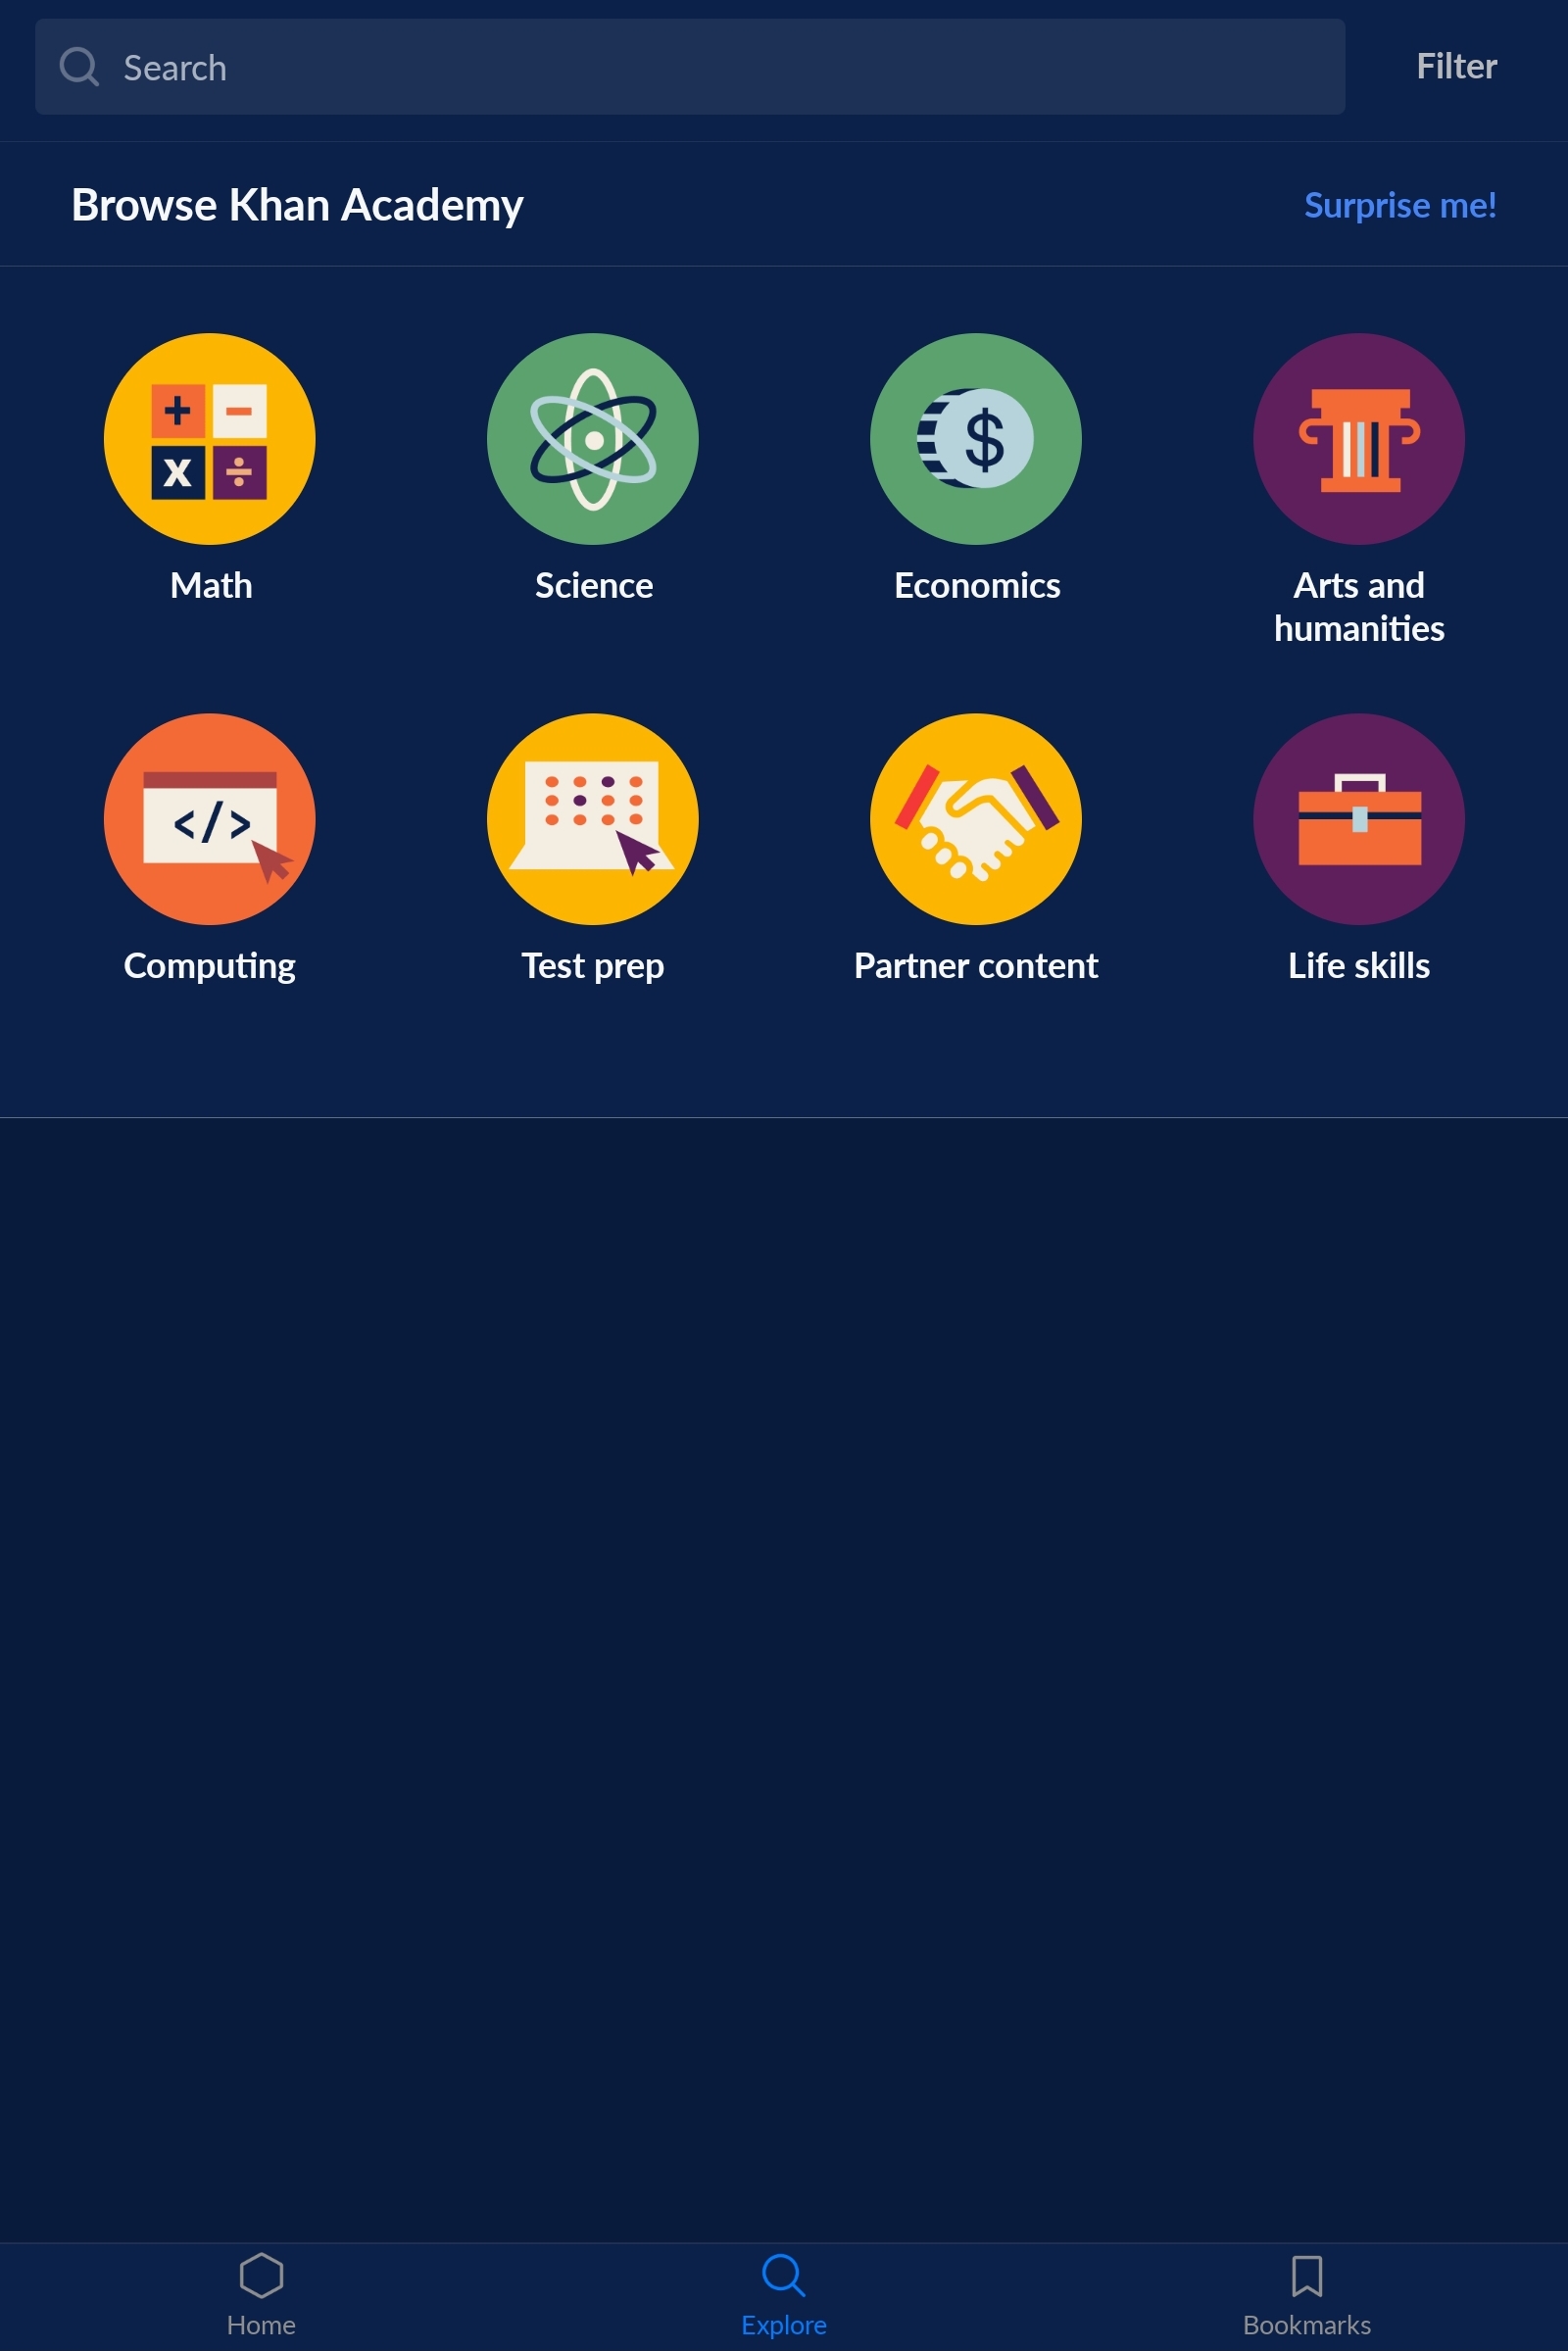 Search
Filter
Browse Khan Academy
Surprise me!
+ −
x ÷
$
Math
Science
Economics
Arts and
humanities
</>
Computing
Test prep
Partner content
Life skills
Home
Explore
Bookmarks